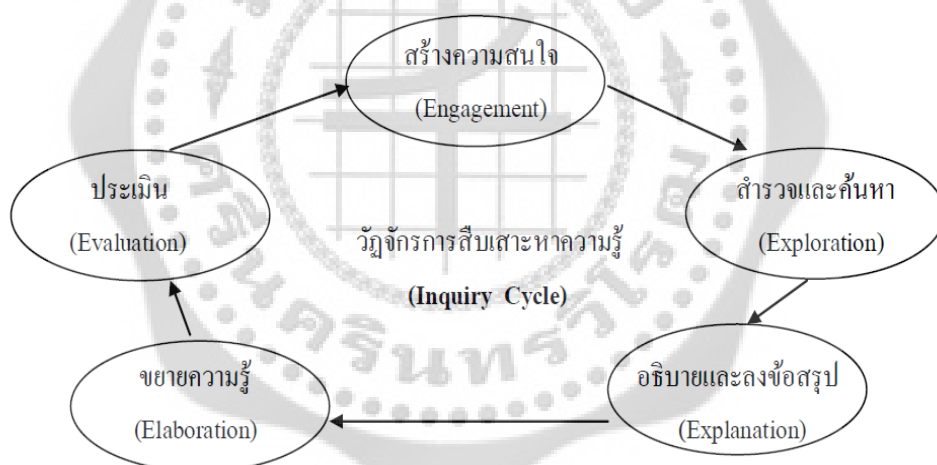 สร้างความสนใจ
(Engagement)
ประเมิน
(Evaluation)
สำรวจและค้นหา
(Exploration)
วัฏจักรการสืบเสาะหาความรู้
(Inquiry Cycle)
ขยายความรู้
(Elaboration)
อธิบายและลงข้อสรุป
(Explanation)